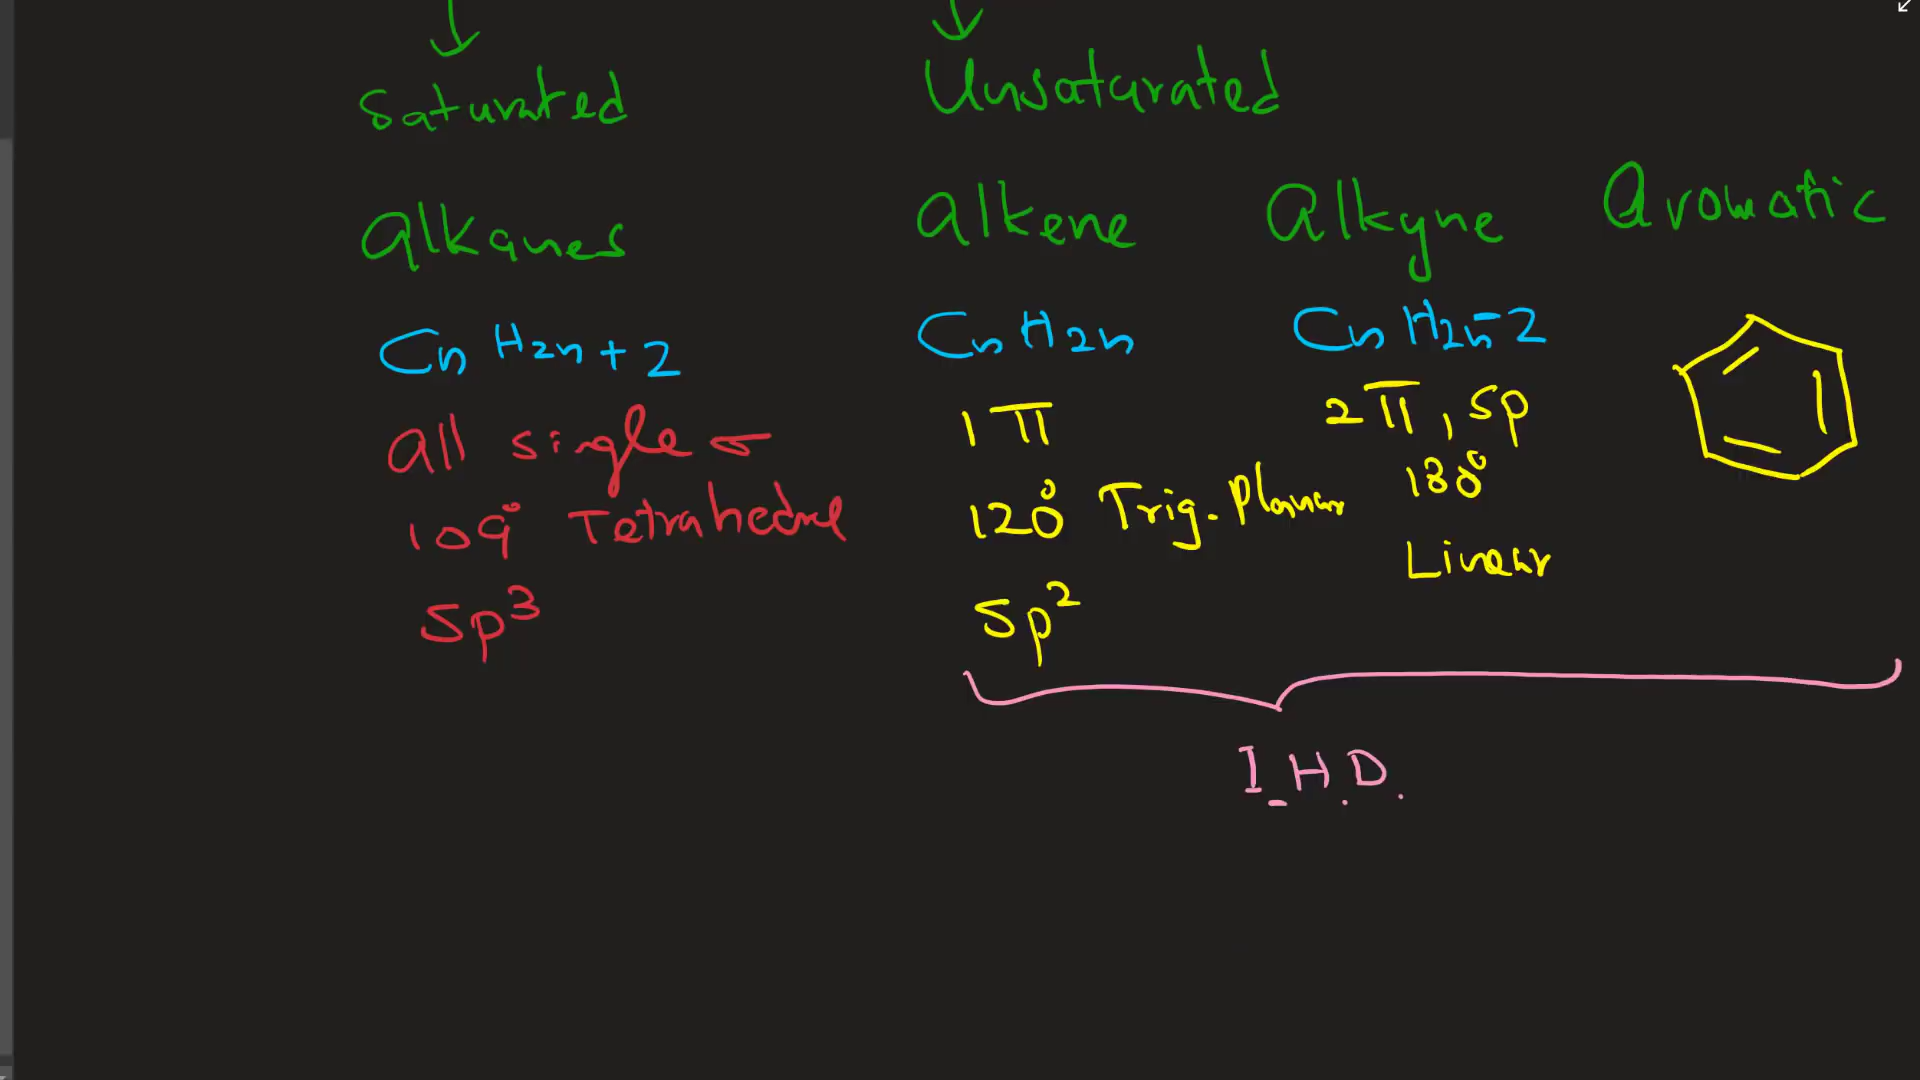 Saturated Unsaturated
Alkanes Alkene Alkyne Aromatic
CnH2n+2 CnH2n CnH2n-2
All single σ 1π 2π, sp
109° Tetrahedral 120° Trig. Planar 180°
Linear
sp³ sp²
I.H.D.